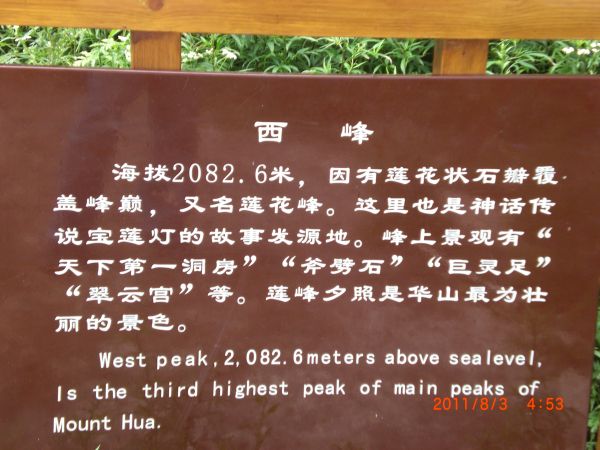 西 峰
海拔2082.6米，因有莲花状石瓣覆
盖峰巅，又名莲花峰。这里也是神话传
说宝莲灯的故事发源地。峰上景观有“
天下第一洞房”“斧劈石”“巨灵足”
“翠云宫”等。莲峰夕照是华山最为壮
丽的景色。
West peak,2,082.6meters above sealevel,
Is the third highest peak of main peaks of
Mount Hua.
2011/8/3 4:53